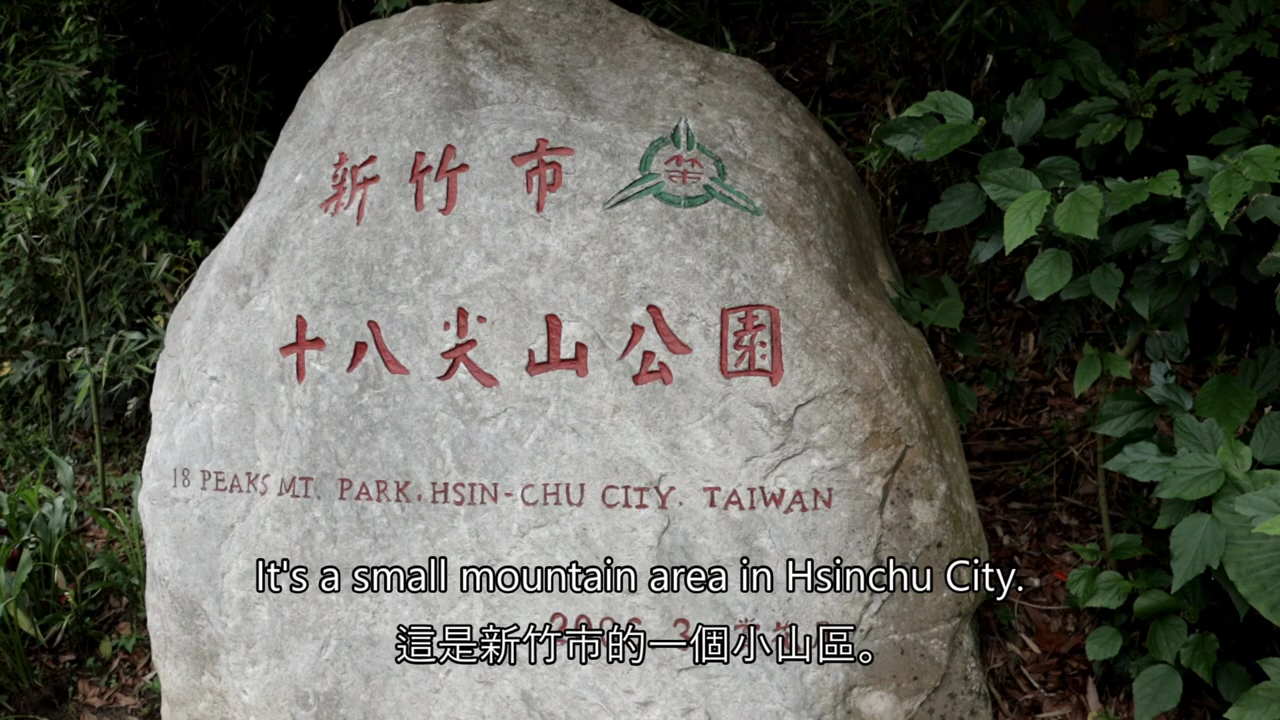 新竹市
十八尖山公園
18 PEAKS MT. PARK. HSIN-CHU CITY. TAIWAN
It's a small mountain area in Hsinchu City.
這是新竹市的一個小山區。